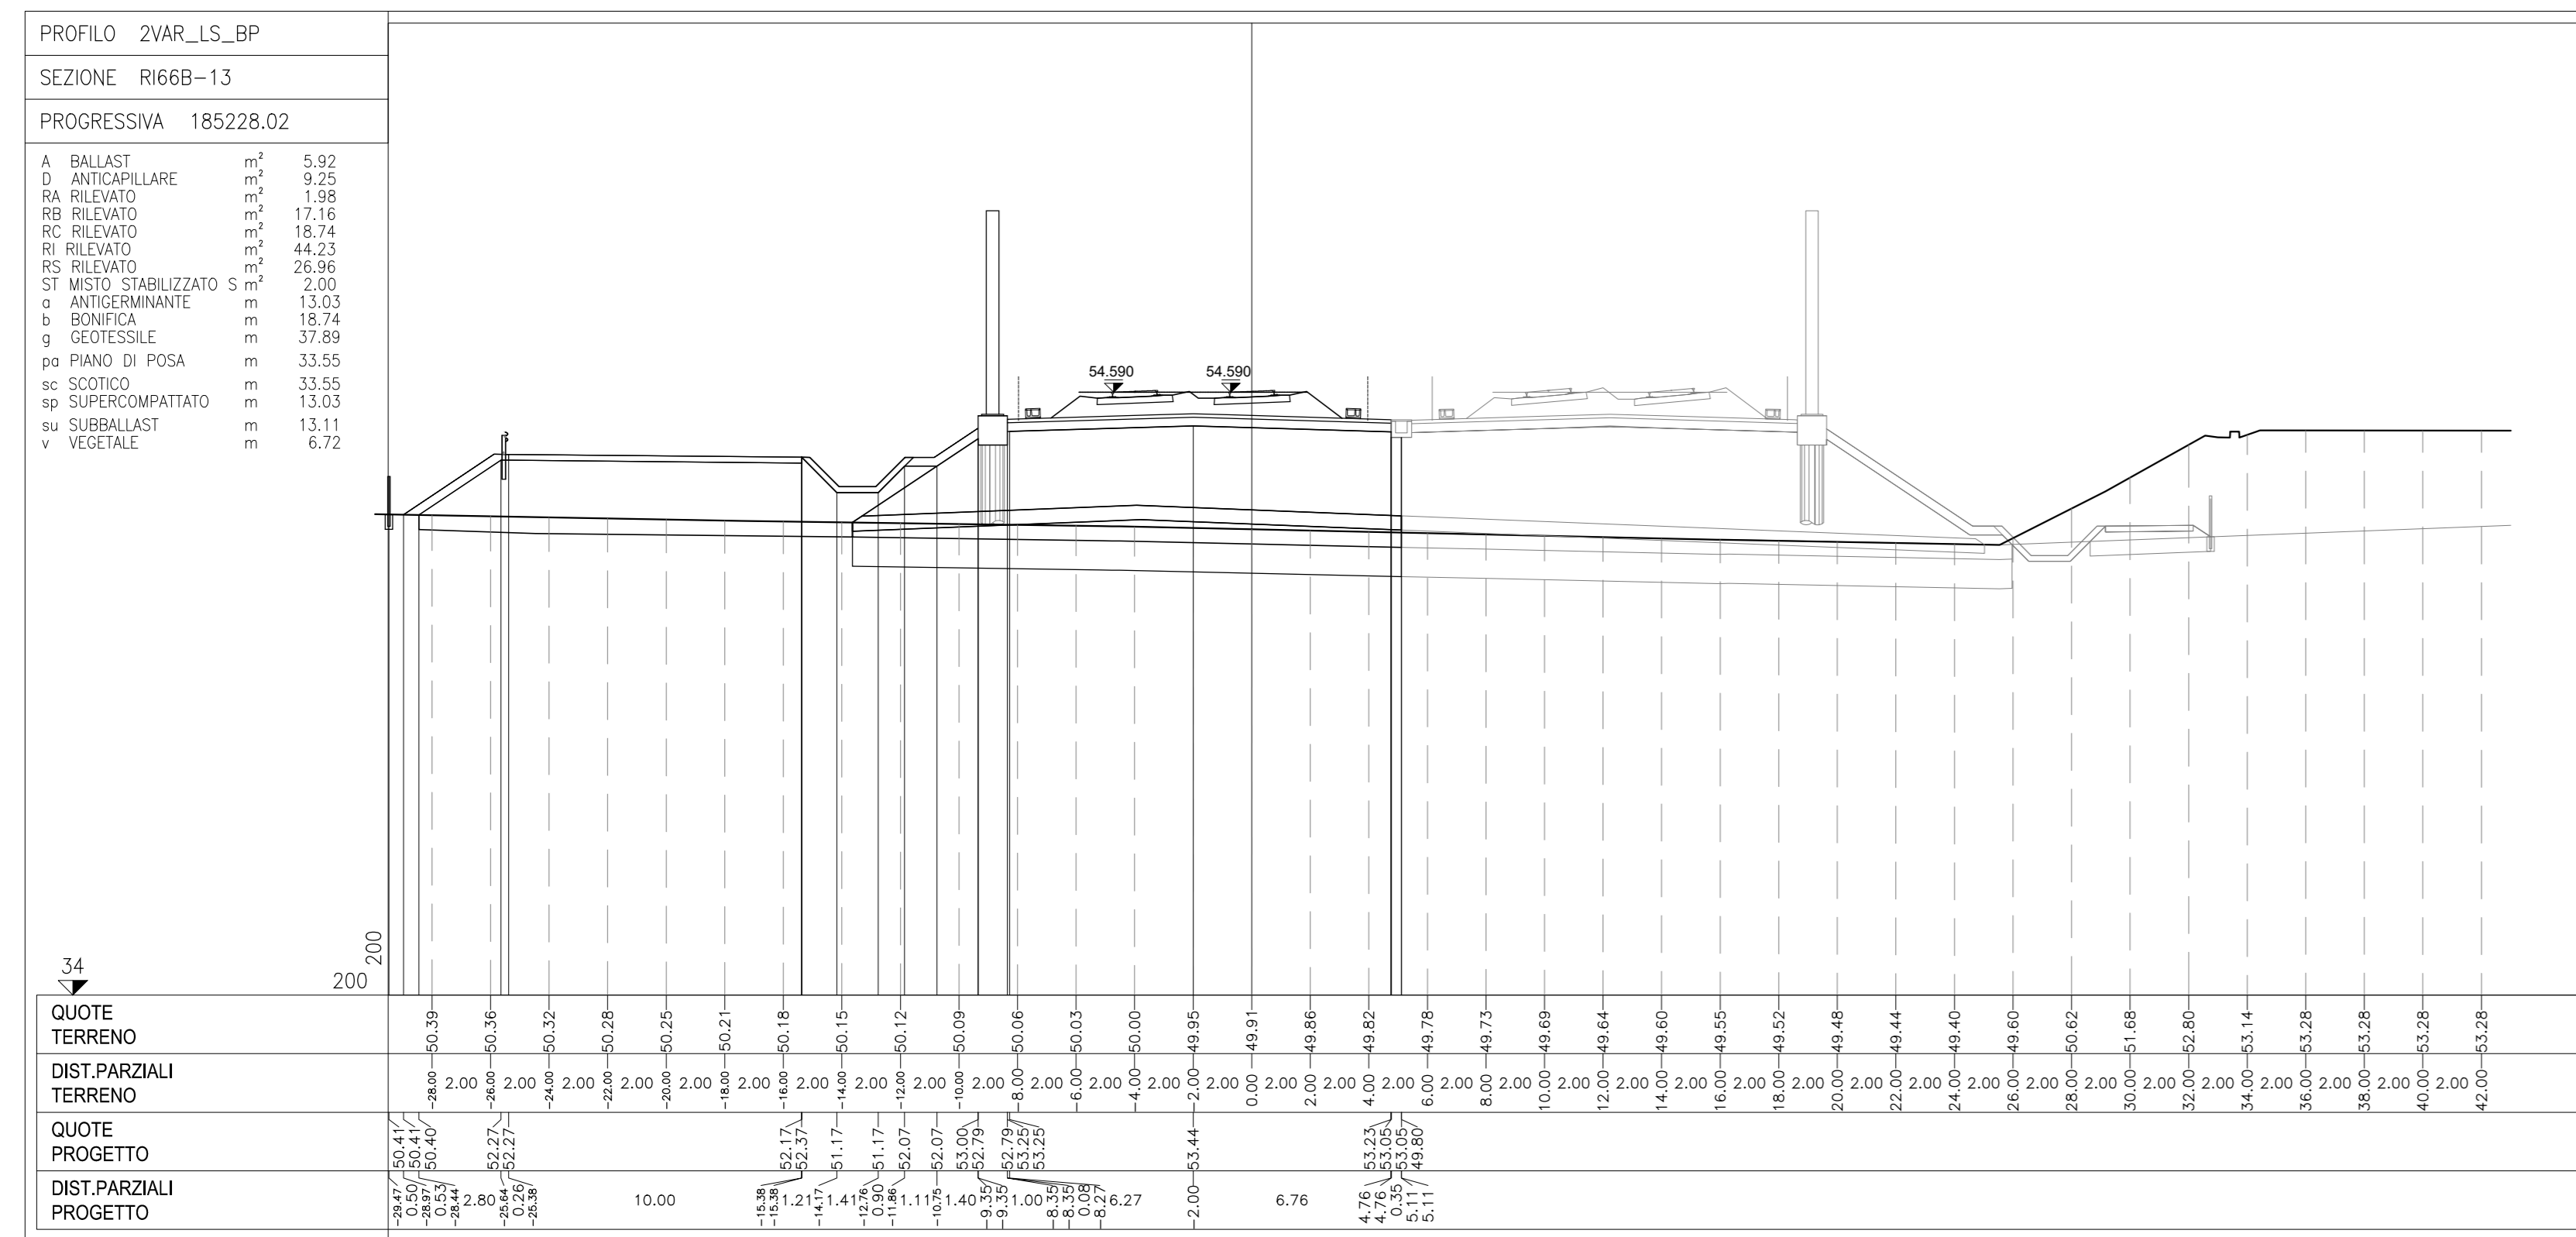 PROFILO 2VAR_LS_BP
SEZIONE RI66B-13
PROGRESSIVA 185228.02
A BALLAST m² 5.92
D ANTICAPILLARE m² 9.25
RA RILEVATO m² 1.98
RB RILEVATO m² 17.16
RC RILEVATO m² 18.74
RI RILEVATO m² 44.23
RS RILEVATO m² 26.96
ST MISTO STABILIZZATO S m² 2.00
a ANTIGERMINANTE m 13.03
b BONIFICA m 18.74
g GEOTESSILE m 37.89
pa PIANO DI POSA m 33.55
sc SCOTICO m 33.55
sp SUPERCOMPATTATO m 13.03
su SUBBALLAST m 13.11
v VEGETALE m 6.72
54.590 54.590
200
34
200
QUOTE TERRENO
50.39 50.36 50.32 50.28 50.25 50.21 50.18 50.15 50.12 50.09 50.06 50.03 50.00 49.95 49.91 49.86 49.82 49.78 49.73 49.69 49.64 49.60 49.55 49.52 49.48 49.44 49.40 49.60 50.62 51.68 52.80 53.14 53.28 53.28 53.28 53.28
DIST.PARZIALI TERRENO
-28.00 2.00 -26.00 2.00 -24.00 2.00 -22.00 2.00 -20.00 2.00 -18.00 2.00 -16.00 2.00 -14.00 2.00 -12.00 2.00 -10.00 2.00 -8.00 2.00 -6.00 2.00 -4.00 2.00 -2.00 2.00 0.00 2.00 2.00 2.00 4.00 2.00 6.00 2.00 8.00 2.00 10.00 2.00 12.00 2.00 14.00 2.00 16.00 2.00 18.00 2.00 20.00 2.00 22.00 2.00 24.00 2.00 26.00 2.00 28.00 2.00 30.00 2.00 32.00 2.00 34.00 2.00 36.00 2.00 38.00 2.00 40.00 2.00 42.00
QUOTE PROGETTO
50.41 50.41 50.40 52.27 52.27 52.17 52.37 51.17 51.17 52.07 52.07 53.00 52.79 52.79 53.25 53.25 53.44 53.23 53.05 53.05 49.80
DIST.PARZIALI PROGETTO
-29.47 0.50 -28.97 0.53 -28.44 2.80 -25.64 0.26 -25.38 10.00 -15.38 -15.38 1.21 -14.17 1.41 -12.76 0.90 -11.86 1.11 -10.75 1.40 -9.35 -9.35 1.00 -8.35 -8.35 0.08 -8.27 6.27 -2.00 6.76 4.76 4.76 0.35 5.11 5.11